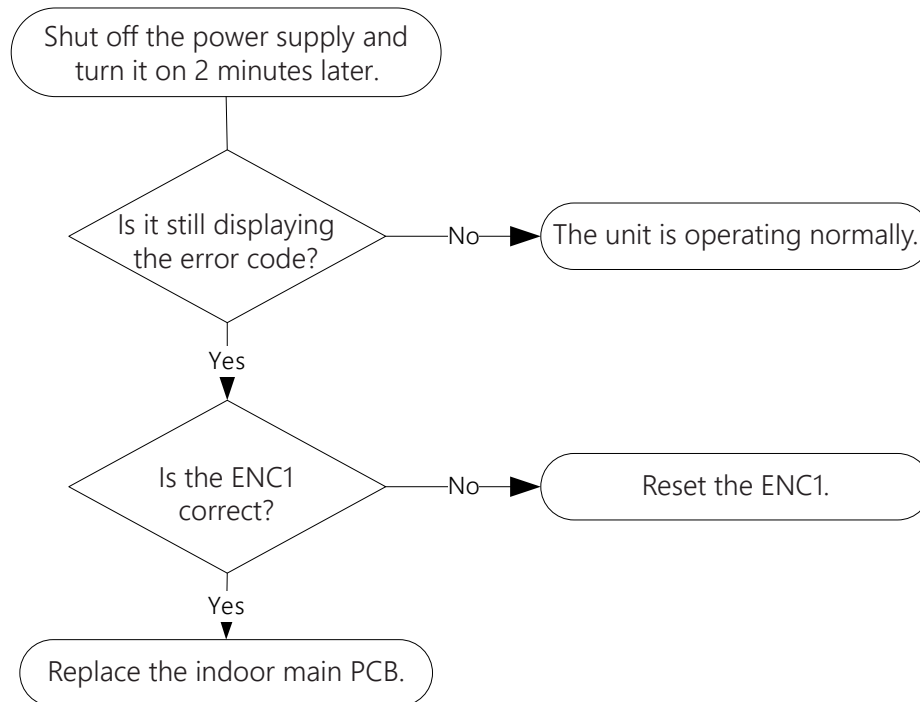 Shut off the power supply and
turn it on 2 minutes later.
Is it still displaying
the error code?
No
The unit is operating normally.
Yes
Is the ENC1
correct?
No
Reset the ENC1.
Yes
Replace the indoor main PCB.